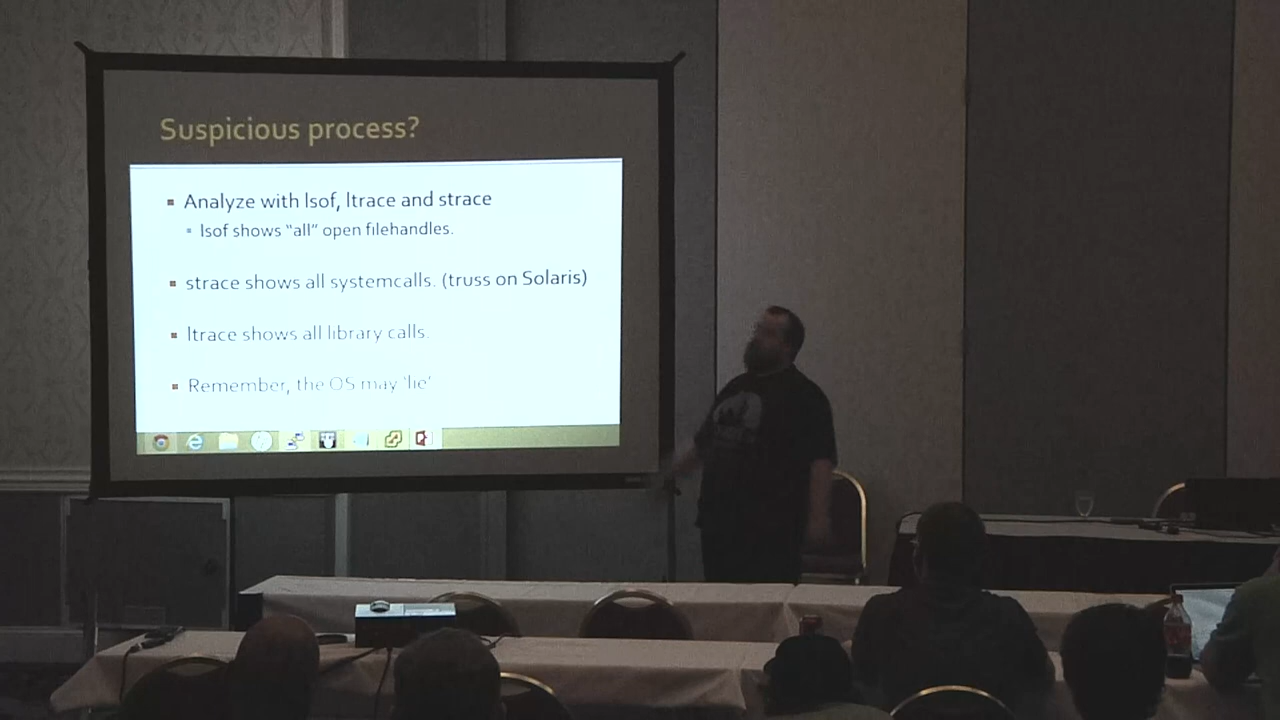 Suspicious process?
Analyze with lsof, ltrace and strace
lsof shows "all" open filehandles.
strace shows all systemcalls. (truss on Solaris)
ltrace shows all library calls.
Remember, the OS may 'lie'